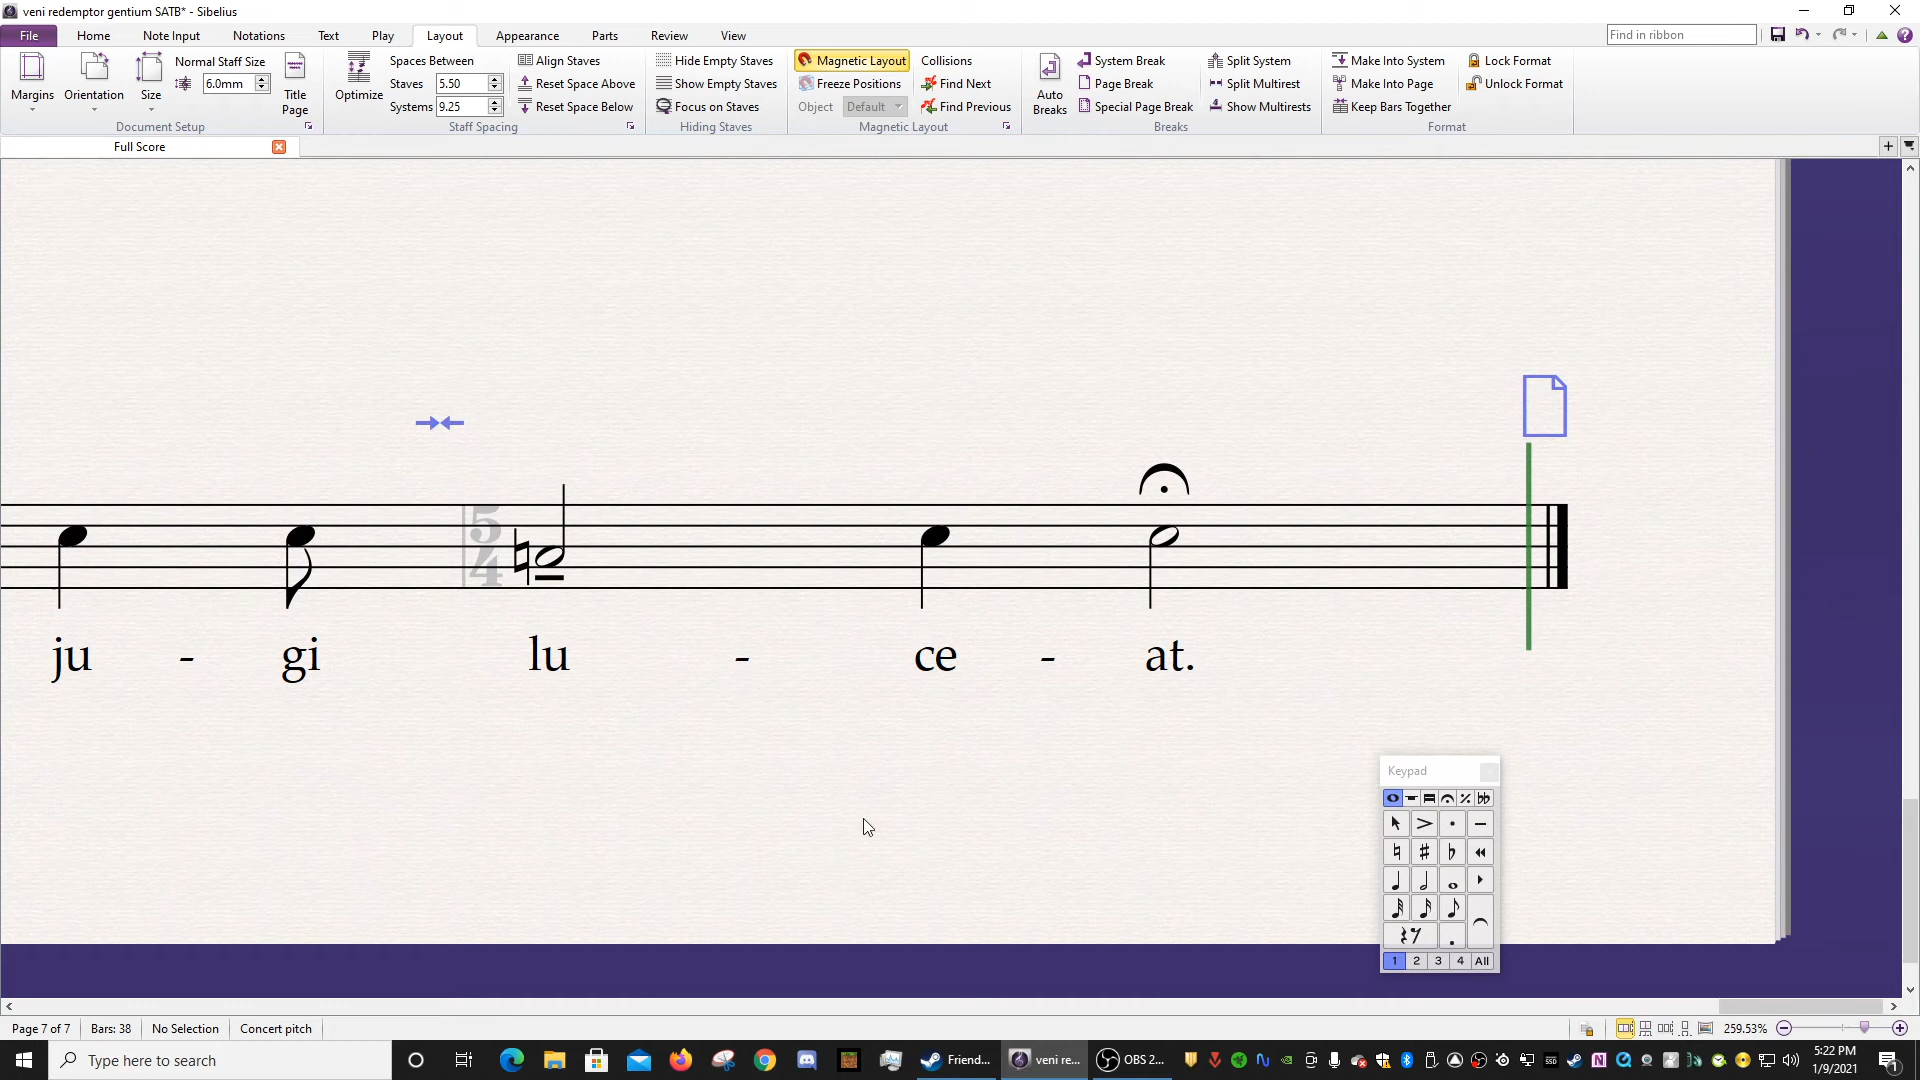 veni redemptor gentium SATB* - Sibelius
File Home Note Input Notations Text Play Layout Appearance Parts Review View Find in ribbon
Margins Orientation Size Normal Staff Size 6.0mm Title Page
Document Setup
Optimize Spaces Between Staves 5.50 Systems 9.25 Align Staves Reset Space Above Reset Space Below
Staff Spacing
Hide Empty Staves Show Empty Staves Focus on Staves
Hiding Staves
Magnetic Layout Freeze Positions Object Default Collisions Find Next Find Previous
Magnetic Layout
Auto Breaks System Break Page Break Special Page Break Split System Split Multirest Show Multirests
Breaks
Make Into System Make Into Page Keep Bars Together Lock Format Unlock Format
Format
Full Score
5
4
ju - gi lu - ce - at.
Keypad
1 2 3 4 All
Page 7 of 7 Bars: 38 No Selection Concert pitch 259.53%
Type here to search Friend... veni re... OBS 2... 5:22 PM
1/9/2021